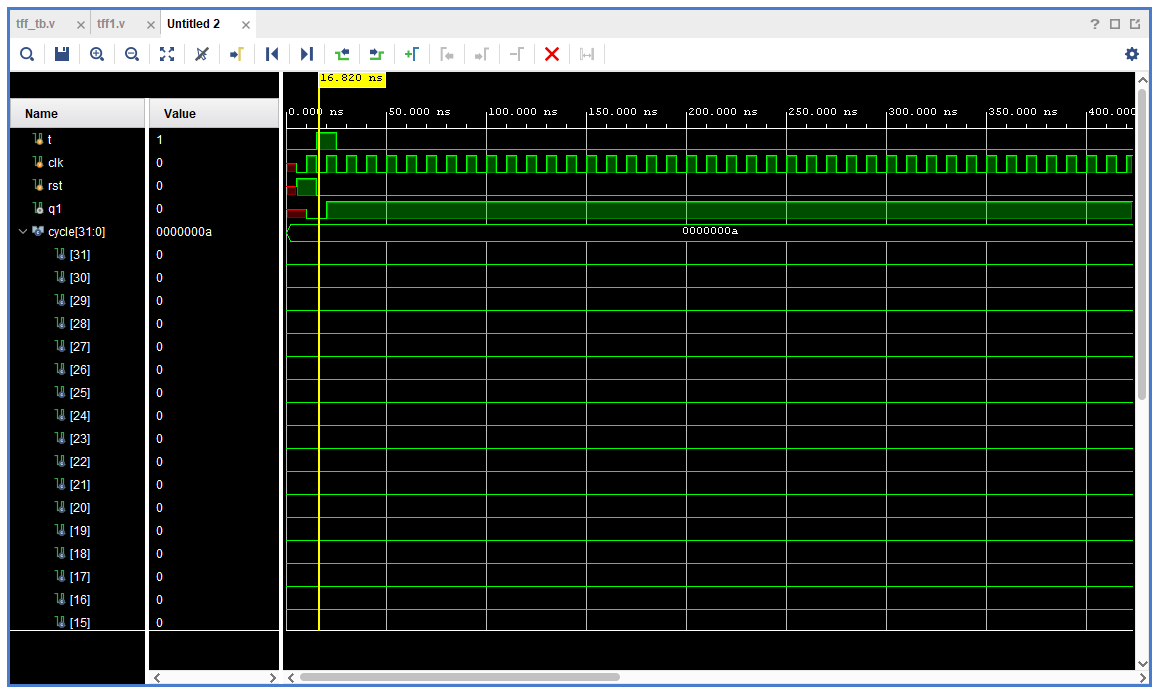 tff_tb.v × tff1.v × Untitled 2 × ?
16.820 ns
Name Value
0.000 ns 50.000 ns 100.000 ns 150.000 ns 200.000 ns 250.000 ns 300.000 ns 350.000 ns 400.000
t 1
clk 0
rst 0
q1 0
cycle[31:0] 0000000a 0000000a
[31] 0
[30] 0
[29] 0
[28] 0
[27] 0
[26] 0
[25] 0
[24] 0
[23] 0
[22] 0
[21] 0
[20] 0
[19] 0
[18] 0
[17] 0
[16] 0
[15] 0